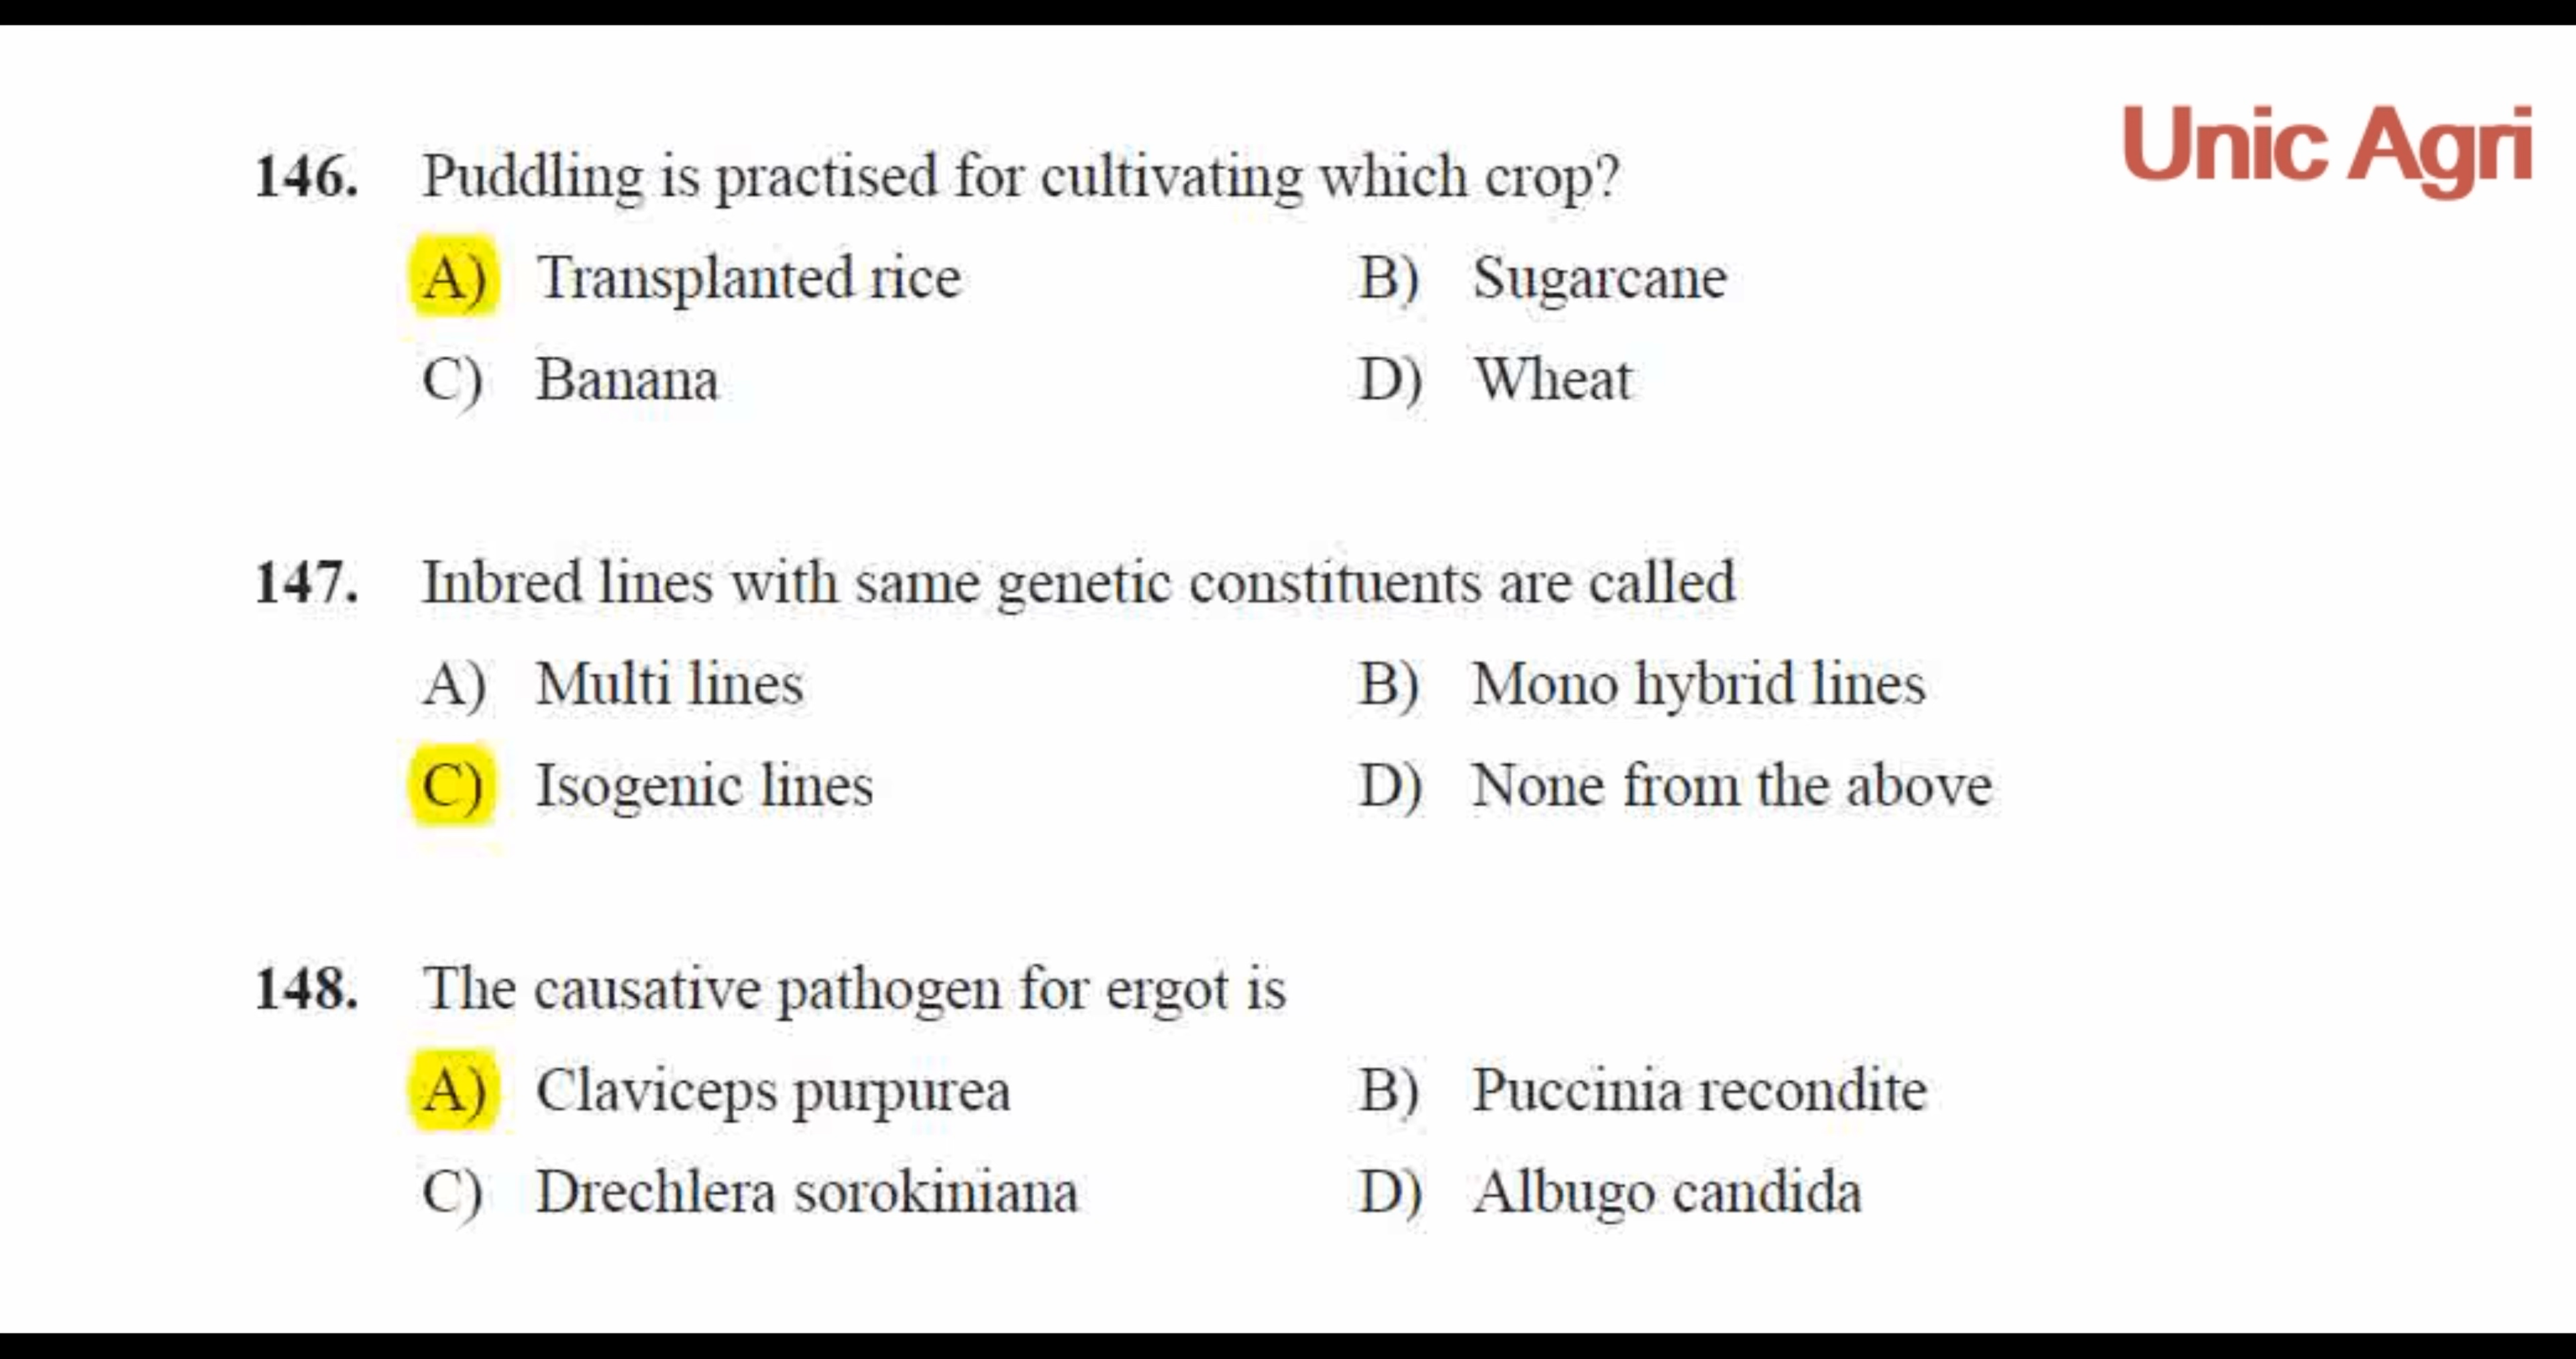 Unic Agri
146. Puddling is practised for cultivating which crop?
A) Transplanted rice B) Sugarcane
C) Banana D) Wheat
147. Inbred lines with same genetic constituents are called
A) Multi lines B) Mono hybrid lines
C) Isogenic lines D) None from the above
148. The causative pathogen for ergot is
A) Claviceps purpurea B) Puccinia recondite
C) Drechlera sorokiniana D) Albugo candida